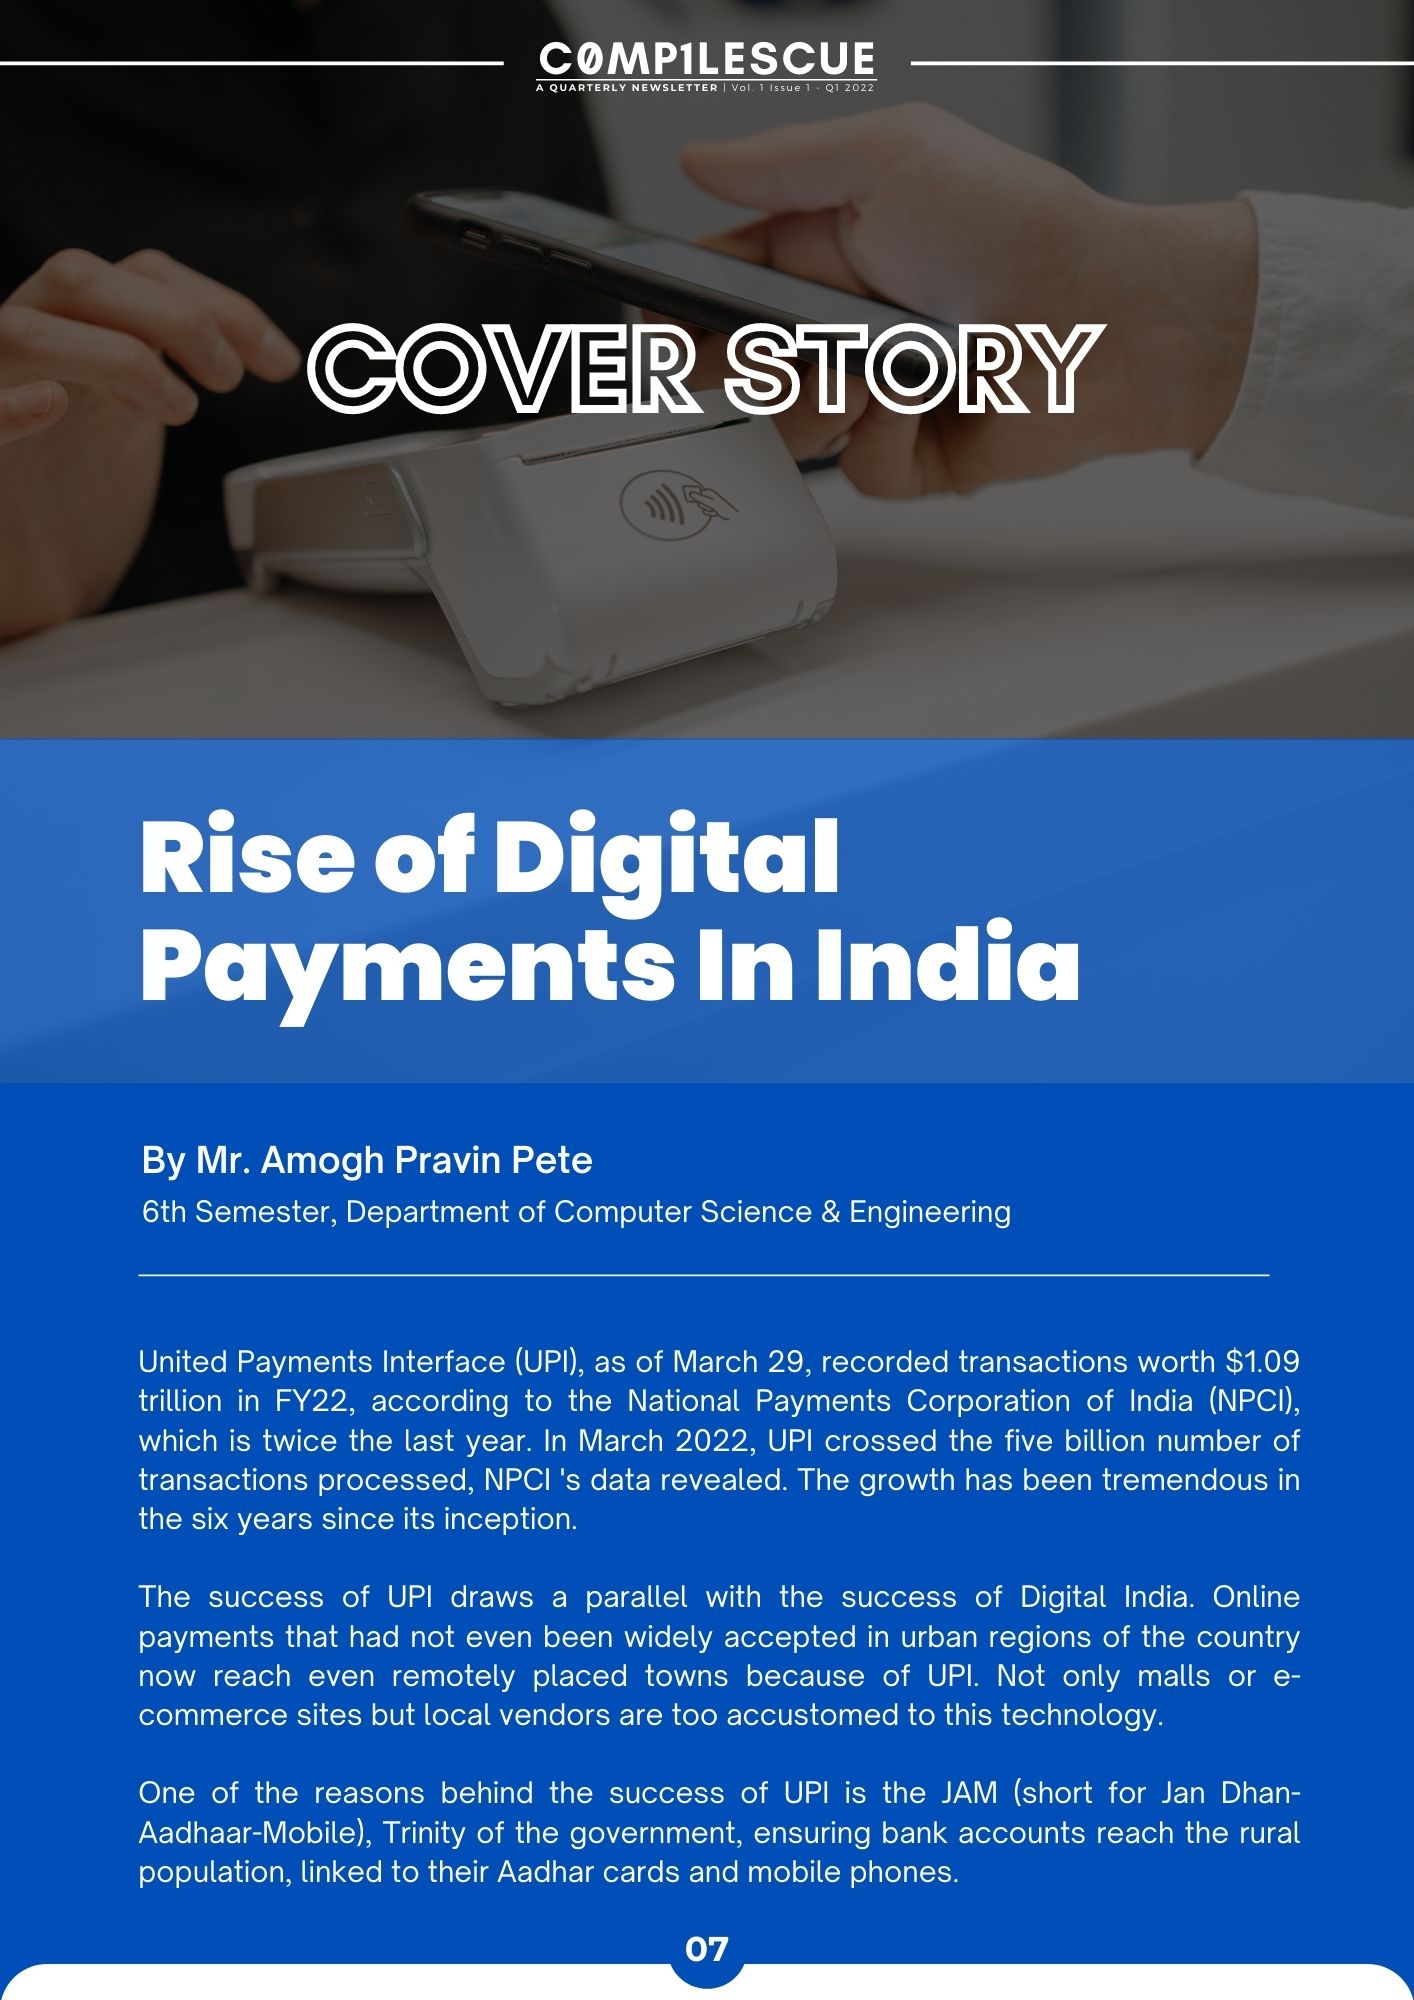 C0MP1LESCUE
A QUARTERLY NEWSLETTER | Vol. 1 Issue 1 - Q1 2022
COVER STORY
Rise of Digital
Payments In India
By Mr. Amogh Pravin Pete
6th Semester, Department of Computer Science & Engineering
United Payments Interface (UPI), as of March 29, recorded transactions worth $1.09
trillion in FY22, according to the National Payments Corporation of India (NPCI),
which is twice the last year. In March 2022, UPI crossed the five billion number of
transactions processed, NPCI 's data revealed. The growth has been tremendous in
the six years since its inception.
The success of UPI draws a parallel with the success of Digital India. Online
payments that had not even been widely accepted in urban regions of the country
now reach even remotely placed towns because of UPI. Not only malls or e-
commerce sites but local vendors are too accustomed to this technology.
One of the reasons behind the success of UPI is the JAM (short for Jan Dhan-
Aadhaar-Mobile), Trinity of the government, ensuring bank accounts reach the rural
population, linked to their Aadhar cards and mobile phones.
07